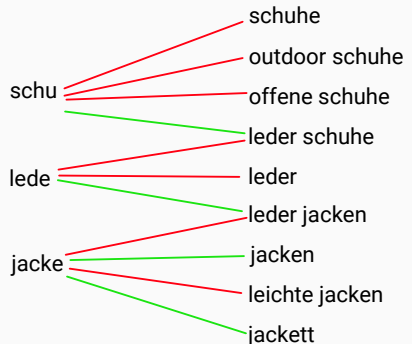 schu
lede
jacke
schuhe
outdoor schuhe
offene schuhe
leder schuhe
leder
leder jacken
jacken
leichte jacken
jackett